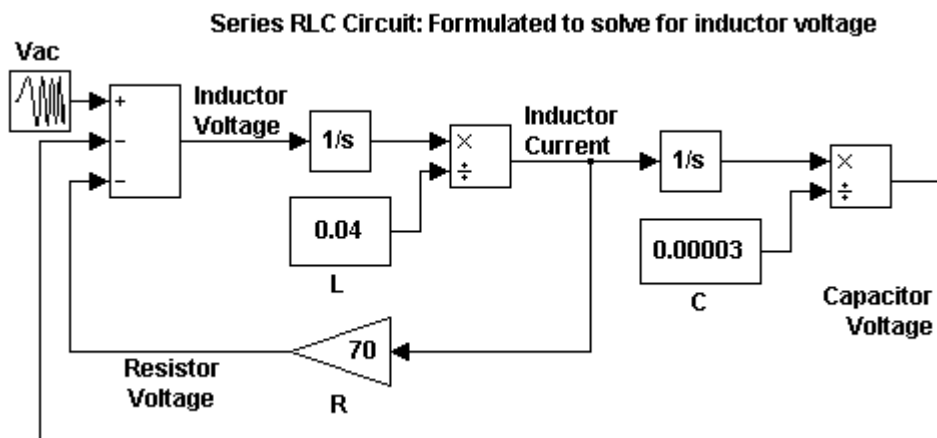 Series RLC Circuit: Formulated to solve for inductor voltage
Vac
+
−
−
Inductor
Voltage
1/s
×
÷
Inductor
Current
1/s
×
÷
0.04
L
0.00003
C
Capacitor
Voltage
70
R
Resistor
Voltage